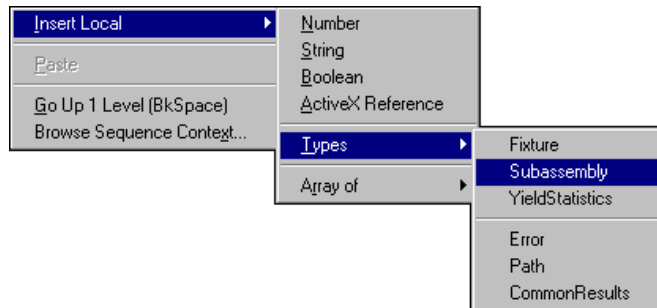 Insert Local
Paste
Go Up 1 Level (BkSpace)
Browse Sequence Context...
Number
String
Boolean
ActiveX Reference
Types
Array of
Fixture
Subassembly
YieldStatistics
Error
Path
CommonResults